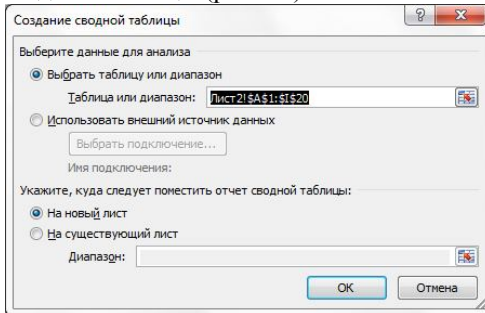 Создание сводной таблицы
Выберите данные для анализа
Выбрать таблицу или диапазон
Таблица или диапазон: Лист2!$A$1:$I$20
Использовать внешний источник данных
Выбрать подключение...
Имя подключения:
Укажите, куда следует поместить отчет сводной таблицы:
На новый лист
На существующий лист
Диапазон:
ОК Отмена